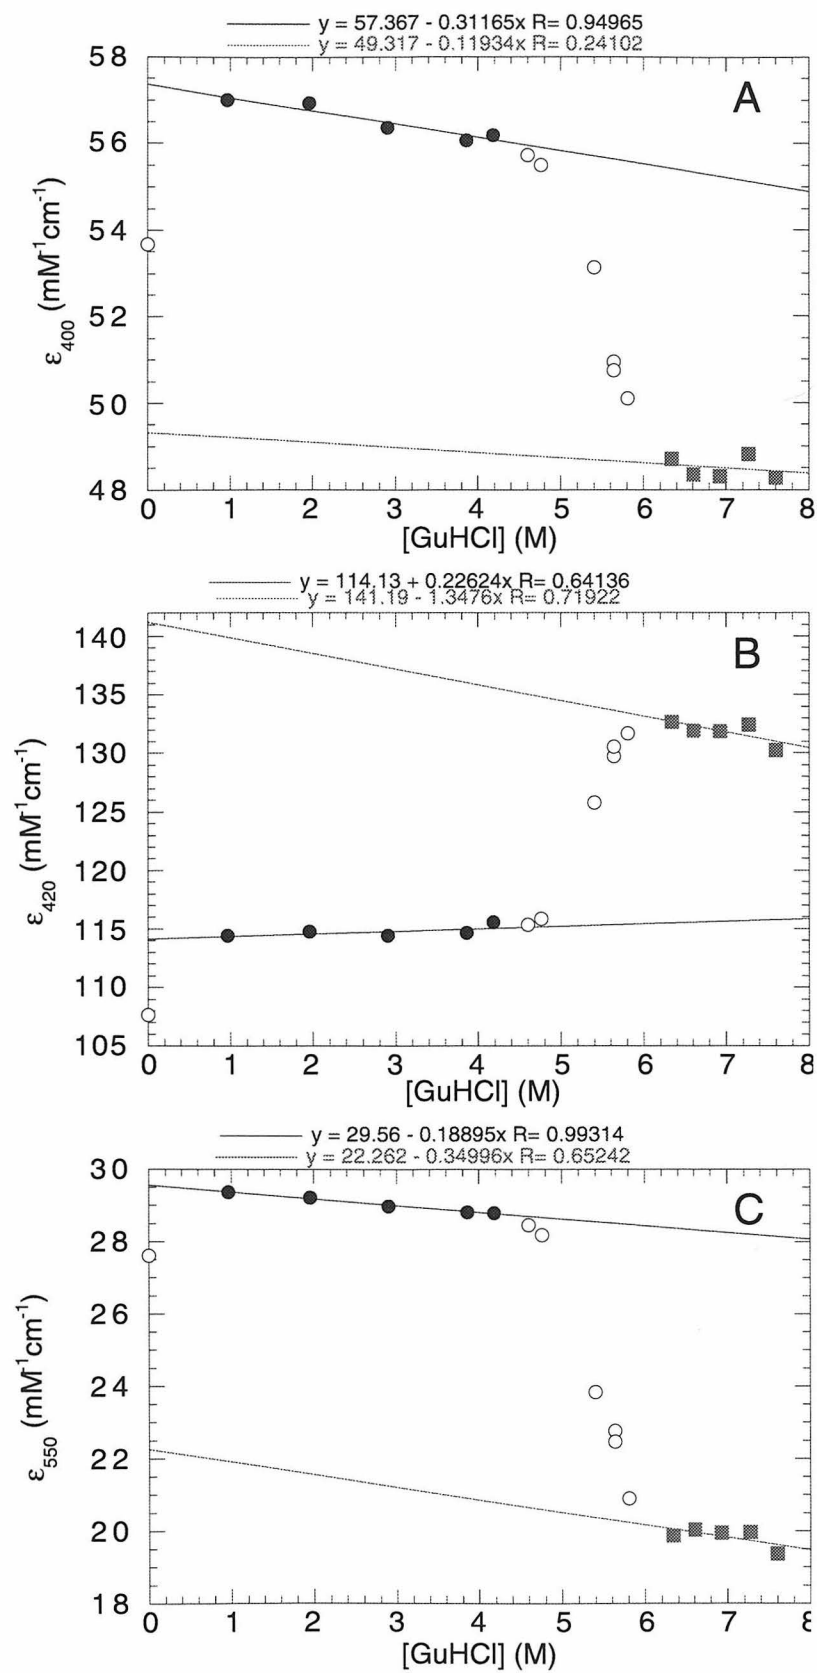 y = 57.367 - 0.31165x R= 0.94965
y = 49.317 - 0.11934x R= 0.24102
A
58
56
54
52
50
48
ε400 (mM-1cm-1)
0 1 2 3 4 5 6 7 8
[GuHCl] (M)
y = 114.13 + 0.22624x R= 0.64136
y = 141.19 - 1.3476x R= 0.71922
B
140
135
130
125
120
115
110
105
ε420 (mM-1cm-1)
0 1 2 3 4 5 6 7 8
[GuHCl] (M)
y = 29.56 - 0.18895x R= 0.99314
y = 22.262 - 0.34996x R= 0.65242
C
30
28
26
24
22
20
18
ε550 (mM-1cm-1)
0 1 2 3 4 5 6 7 8
[GuHCl] (M)